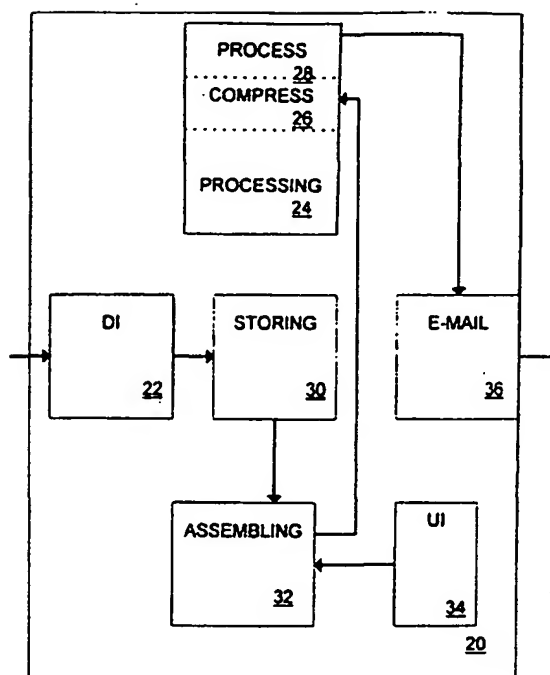 PROCESS
28
COMPRESS
26
PROCESSING
24
DI
22
STORING
30
E-MAIL
36
ASSEMBLING
32
UI
34
20